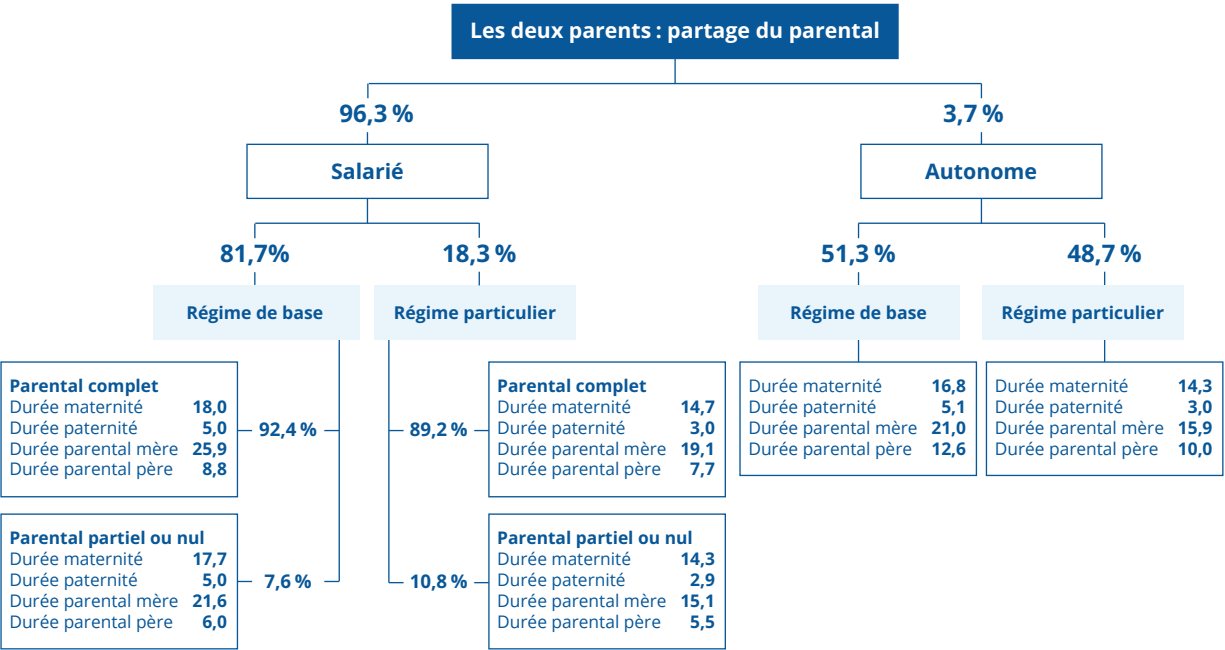 Les deux parents : partage du parental
96,3 %
3,7 %
Salarié
Autonome
81,7%
18,3 %
51,3 %
48,7 %
Régime de base
Régime particulier
Régime de base
Régime particulier
Parental complet
Durée maternité 18,0
Durée paternité 5,0
Durée parental mère 25,9
Durée parental père 8,8
92,4 %
89,2 %
Parental complet
Durée maternité 14,7
Durée paternité 3,0
Durée parental mère 19,1
Durée parental père 7,7
Durée maternité 16,8
Durée paternité 5,1
Durée parental mère 21,0
Durée parental père 12,6
Durée maternité 14,3
Durée paternité 3,0
Durée parental mère 15,9
Durée parental père 10,0
Parental partiel ou nul
Durée maternité 17,7
Durée paternité 5,0
Durée parental mère 21,6
Durée parental père 6,0
7,6 %
10,8 %
Parental partiel ou nul
Durée maternité 14,3
Durée paternité 2,9
Durée parental mère 15,1
Durée parental père 5,5